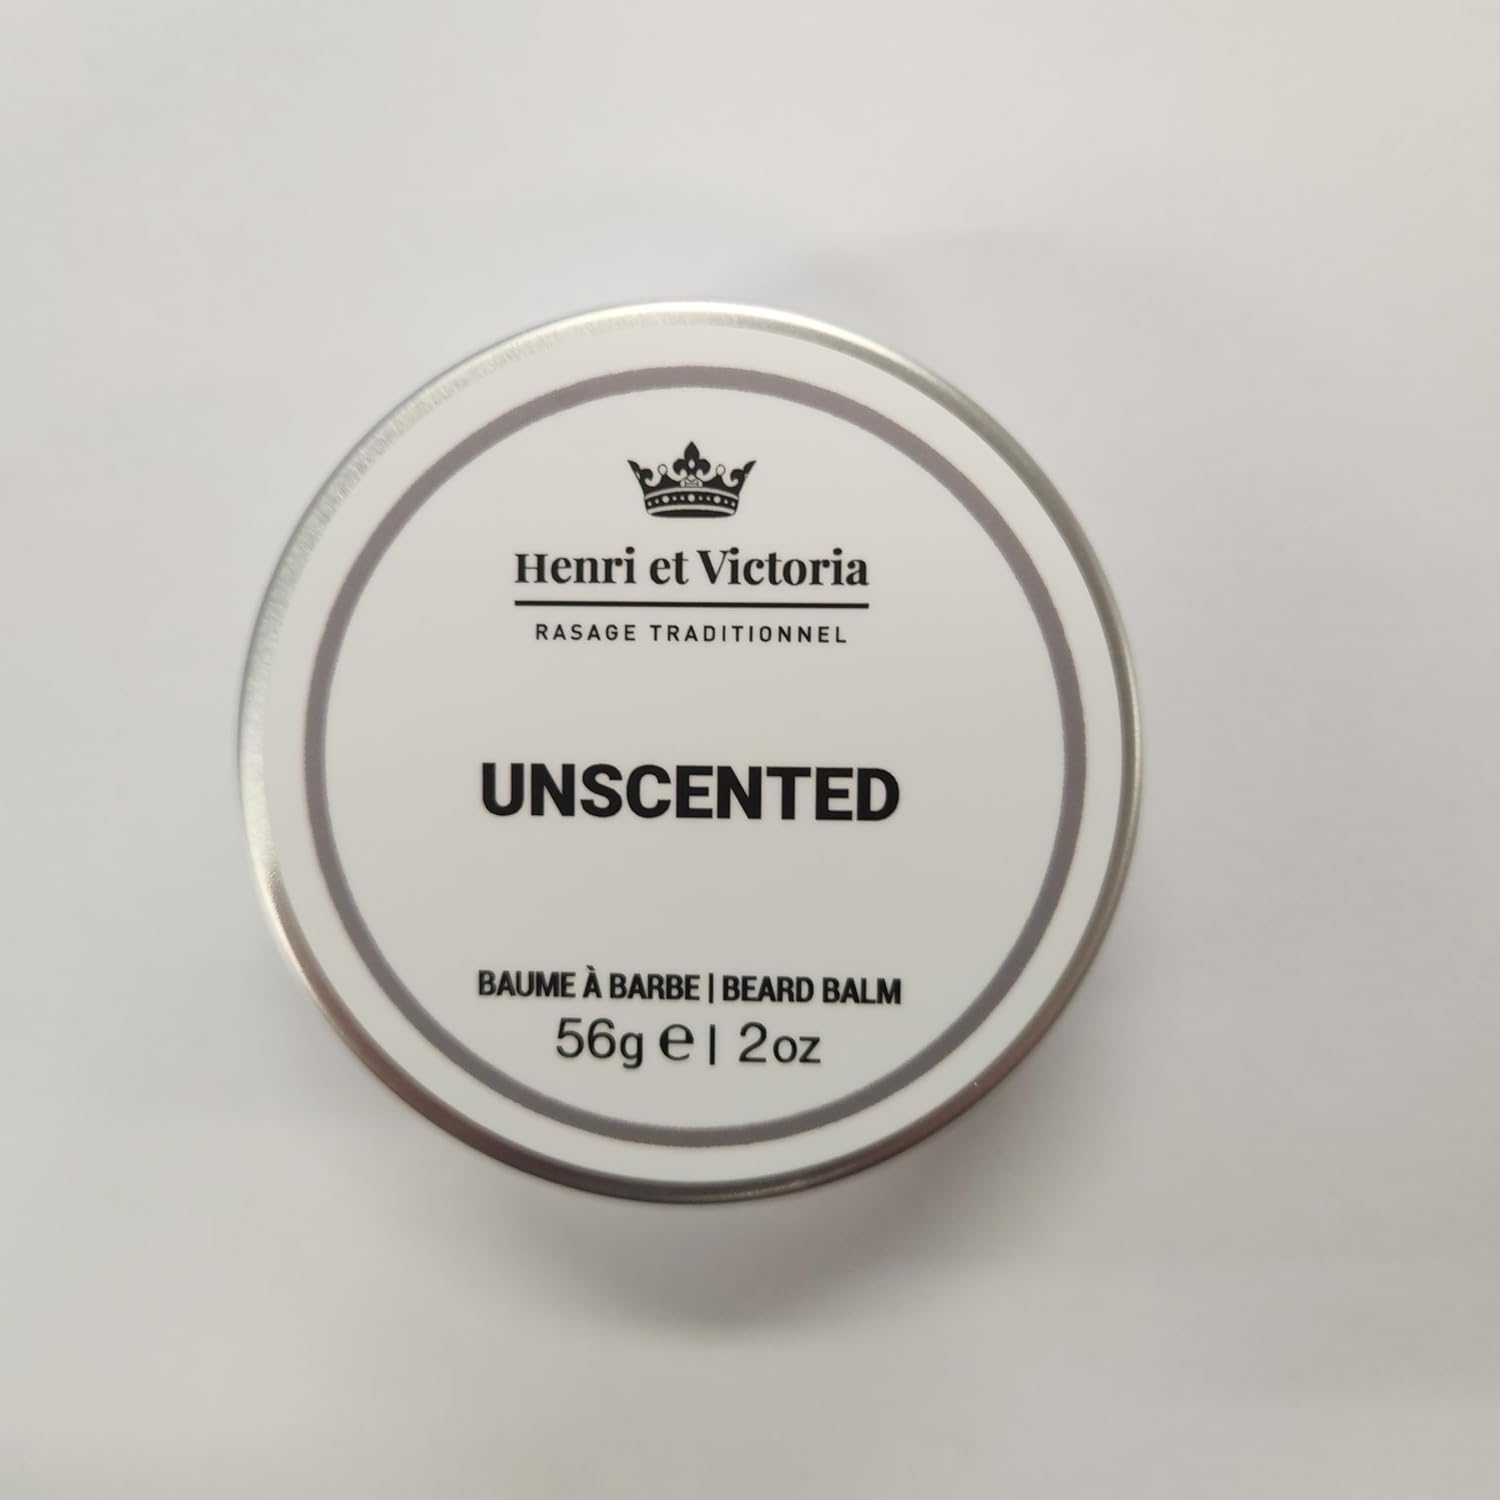 Henri et Victoria
RASAGE TRADITIONNEL
UNSCENTED
BAUME À BARBE | BEARD BALM
56g ℮ | 2oz